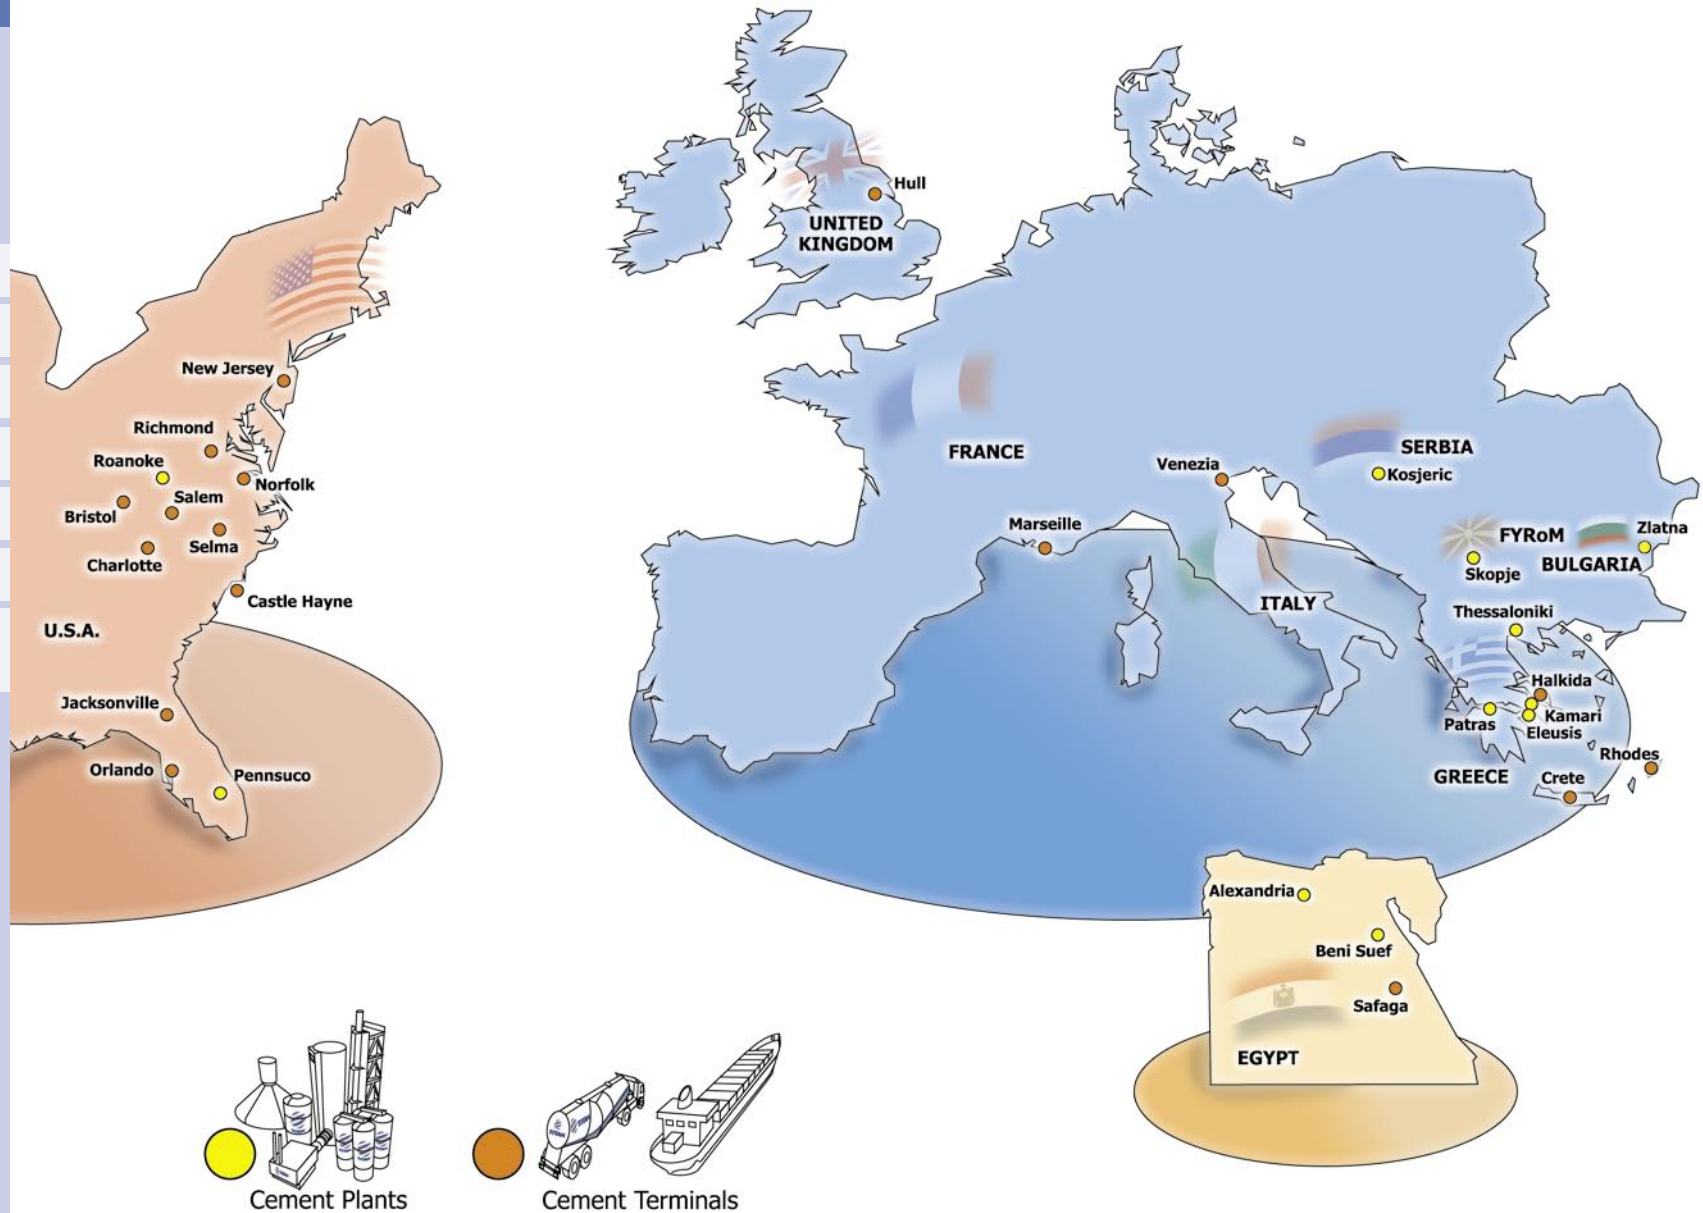 Hull
UNITED
KINGDOM
New Jersey
Richmond
Roanoke
Norfolk
Salem
Bristol
Selma
Charlotte
Castle Hayne
U.S.A.
Jacksonville
Orlando
Pennsuco
FRANCE
SERBIA
Venezia
Kosjeric
Marseille
Zlatna
FYRoM
BULGARIA
Skopje
ITALY
Thessaloniki
Halkida
Kamari
Patras
Eleusis
Rhodes
GREECE
Crete
Alexandria
Beni Suef
Safaga
EGYPT
Cement Plants
Cement Terminals